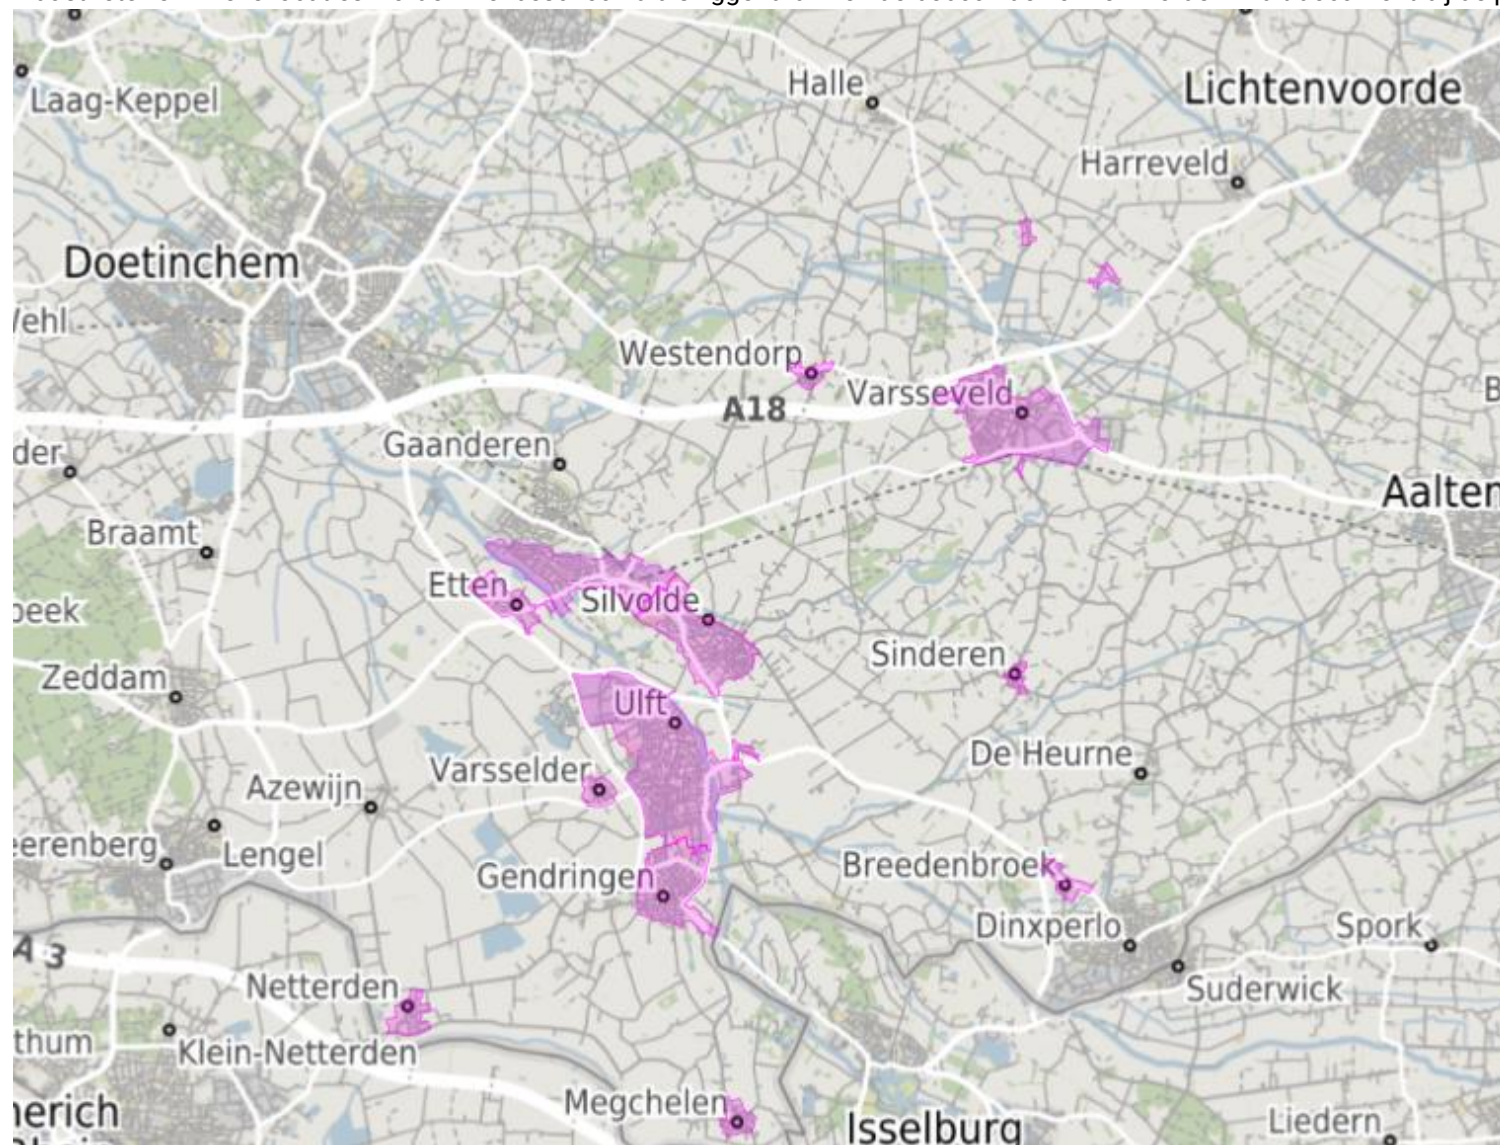 Halle
Lichtenvoorde
Laag-Keppel
Harreveld
Doetinchem
Westendorp
Varsseveld
A18
Gaanderen
Aalten
Braamt
Etten
Silvolde
Sinderen
Zeddam
Ulft
De Heurne
Varsselder
Azewijn
Lengel
Breedenbroek
Gendringen
Dinxperlo
Spork
A 3
Netterden
Suderwick
Klein-Netterden
Megchelen
Isselburg
Liedern